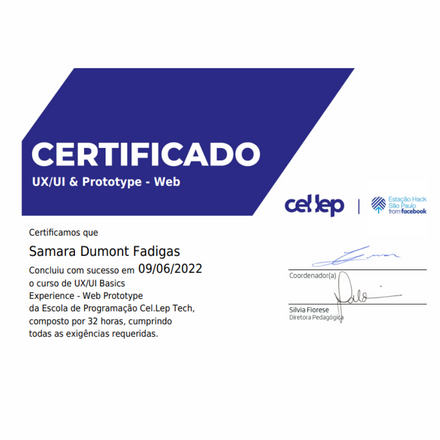 CERTIFICADO
UX/UI & Prototype - Web
cel.lep
Estação Hack
São Paulo
from facebook
Certificamos que
Samara Dumont Fadigas
Concluiu com sucesso em 09/06/2022
o curso de UX/UI Basics
Experience - Web Prototype
da Escola de Programação Cel.Lep Tech,
composto por 32 horas, cumprindo
todas as exigências requeridas.
Coordenador(a)
Silvia Fiorese
Diretora Pedagógica